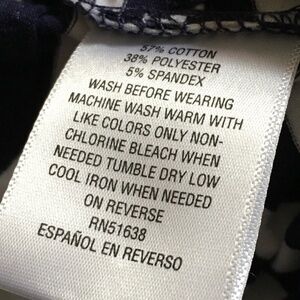 57% COTTON
38% POLYESTER
5% SPANDEX
WASH BEFORE WEARING
MACHINE WASH WARM WITH
LIKE COLORS ONLY NON-
CHLORINE BLEACH WHEN
NEEDED TUMBLE DRY LOW
COOL IRON WHEN NEEDED
ON REVERSE
RN51638
ESPAÑOL EN REVERSO